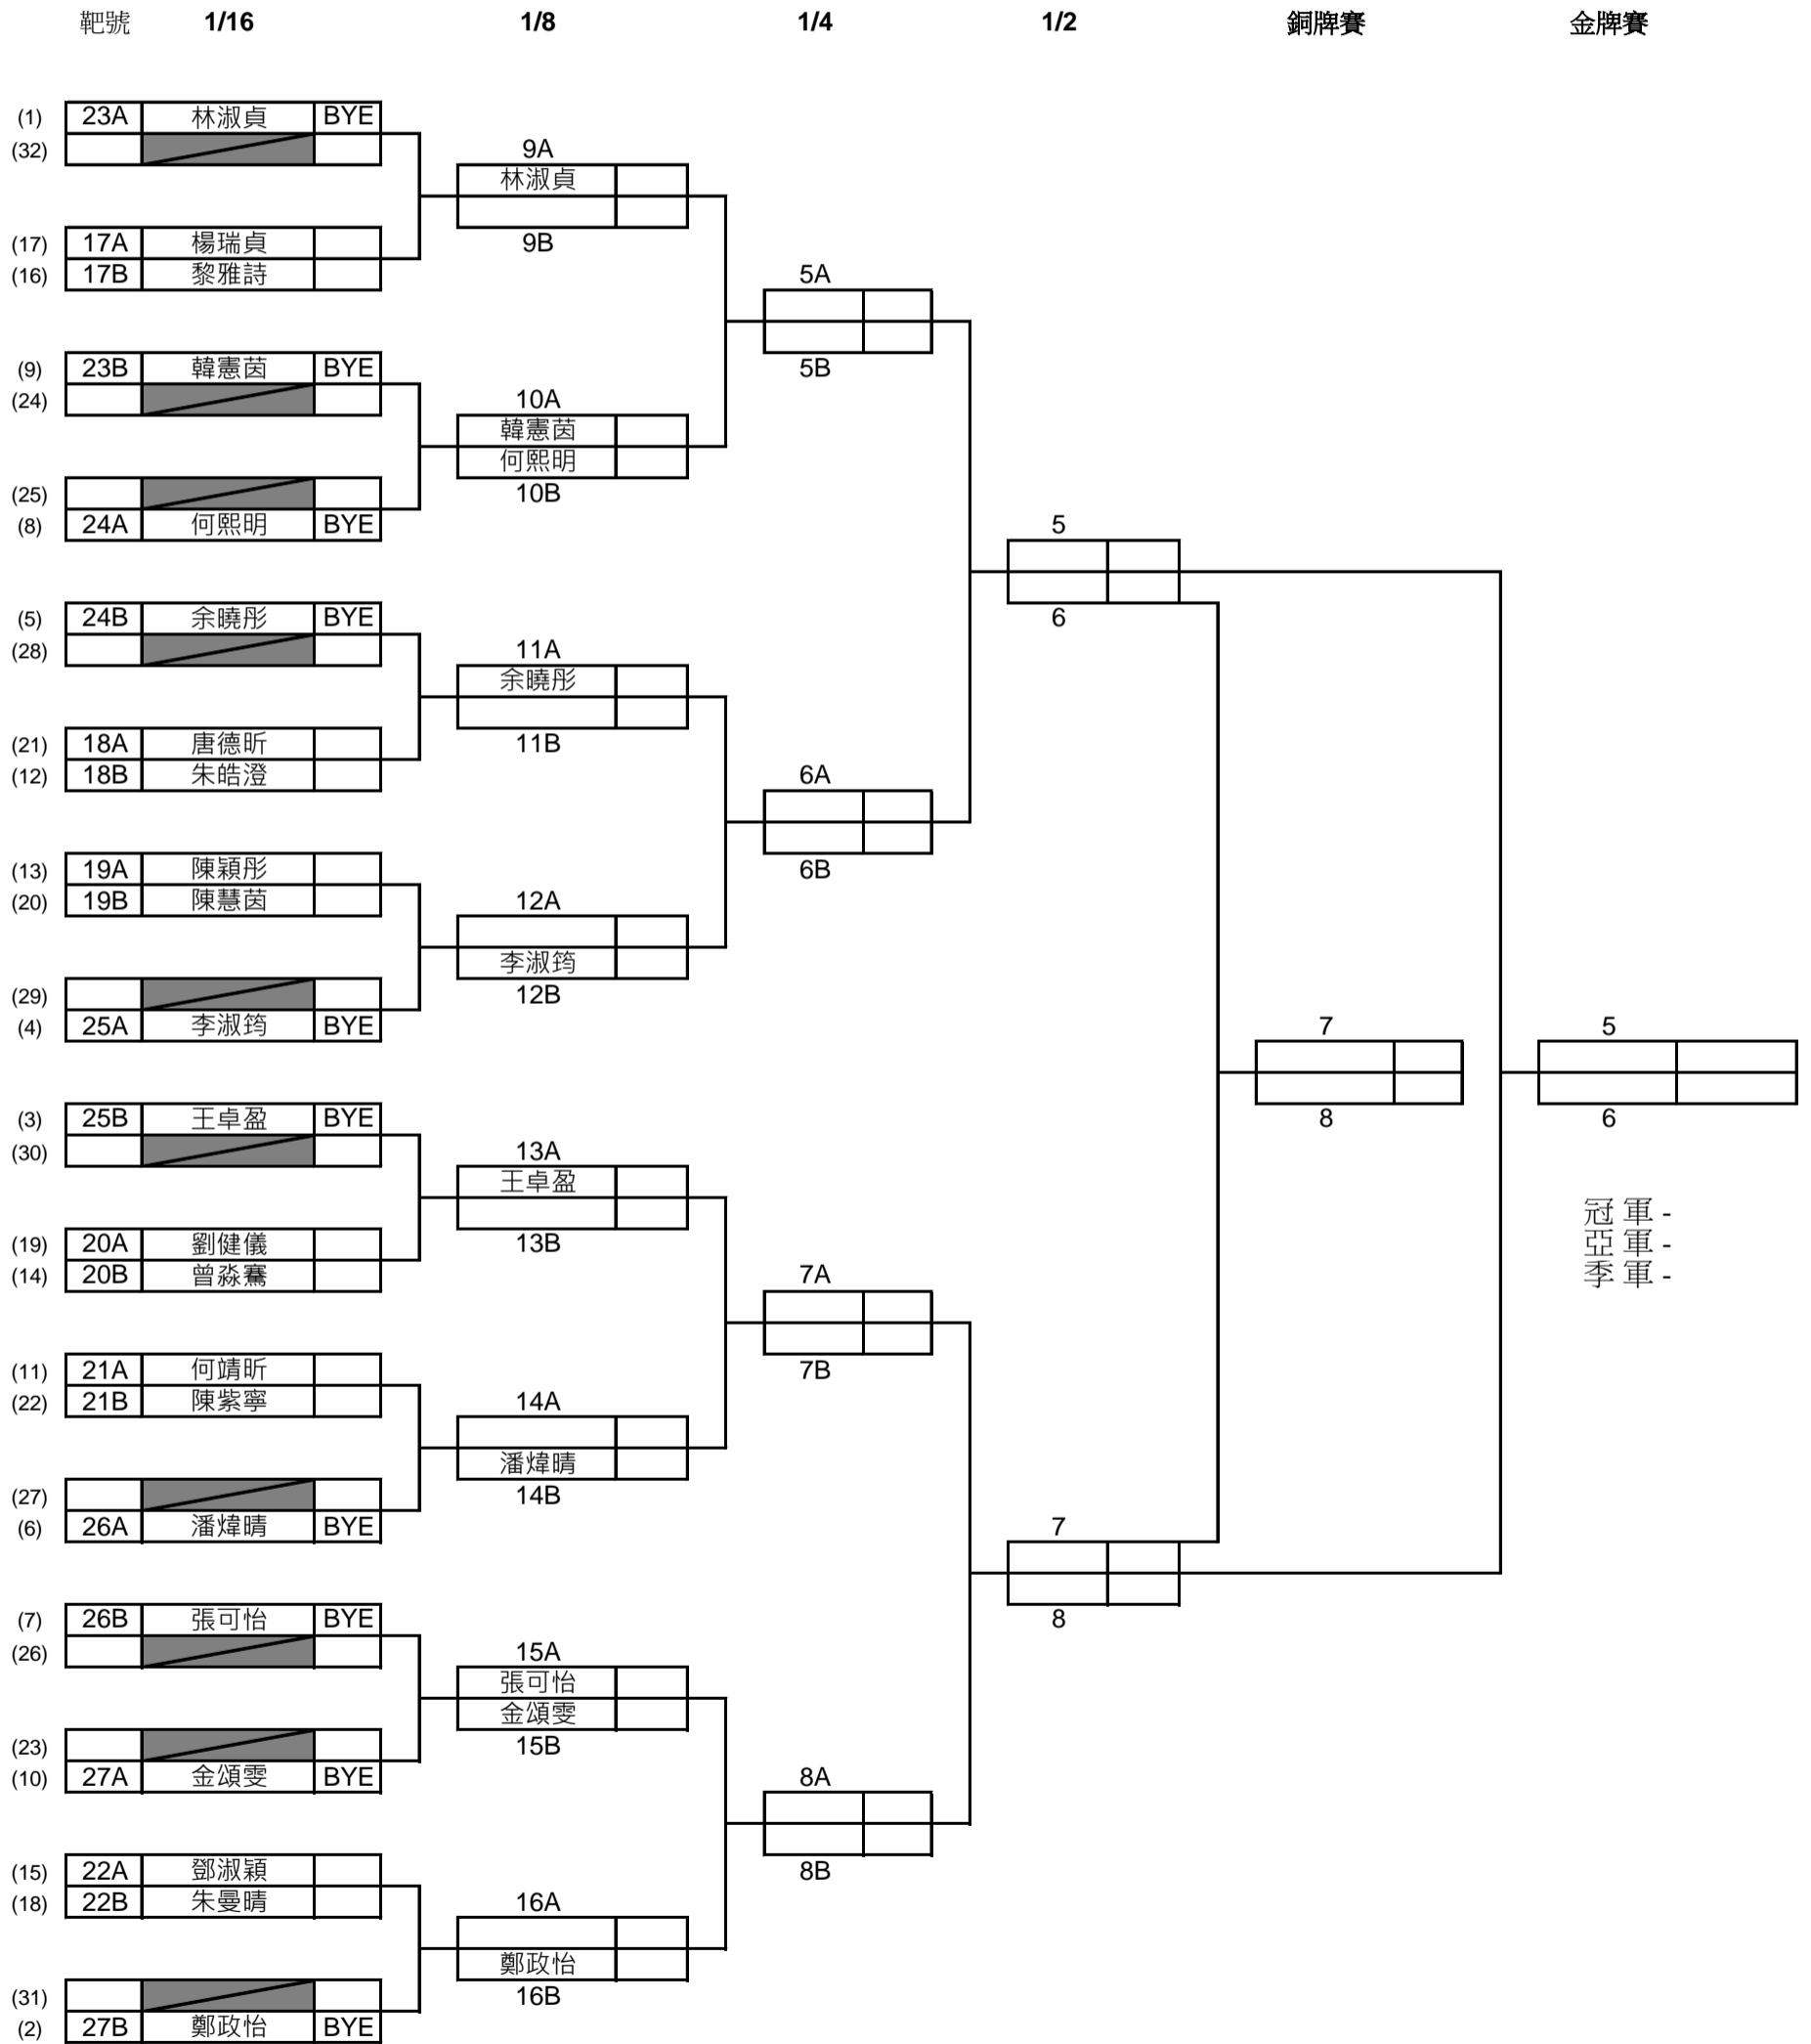 靶號 1/16 1/8 1/4 1/2 銅牌賽 金牌賽
(1) 23A 林淑貞 BYE
(32) 9A
林淑貞
(17) 17A 楊瑞貞 9B
(16) 17B 黎雅詩 5A
(9) 23B 韓憲茵 BYE 5B
(24) 10A
韓憲茵
何熙明
(25) 10B
(8) 24A 何熙明 BYE 5
(5) 24B 余曉彤 BYE 6
(28) 11A
余曉彤
(21) 18A 唐德昕 11B
(12) 18B 朱皓澄 6A
(13) 19A 陳穎彤 6B
(20) 19B 陳慧茵 12A
李淑筠
(29) 12B
(4) 25A 李淑筠 BYE 7 5
(3) 25B 王卓盈 BYE 8 6
(30) 13A
王卓盈
冠 軍 -
(19) 20A 劉健儀 13B 亞 軍 -
(14) 20B 曾淼騫 7A 季 軍 -
(11) 21A 何靖昕 7B
(22) 21B 陳紫寧 14A
潘煒晴
(27) 14B
(6) 26A 潘煒晴 BYE 7
(7) 26B 張可怡 BYE 8
(26) 15A
張可怡
金頌雯
(23) 15B
(10) 27A 金頌雯 BYE 8A
(15) 22A 鄧淑穎 8B
(18) 22B 朱曼晴 16A
鄭政怡
(31) 16B
(2) 27B 鄭政怡 BYE